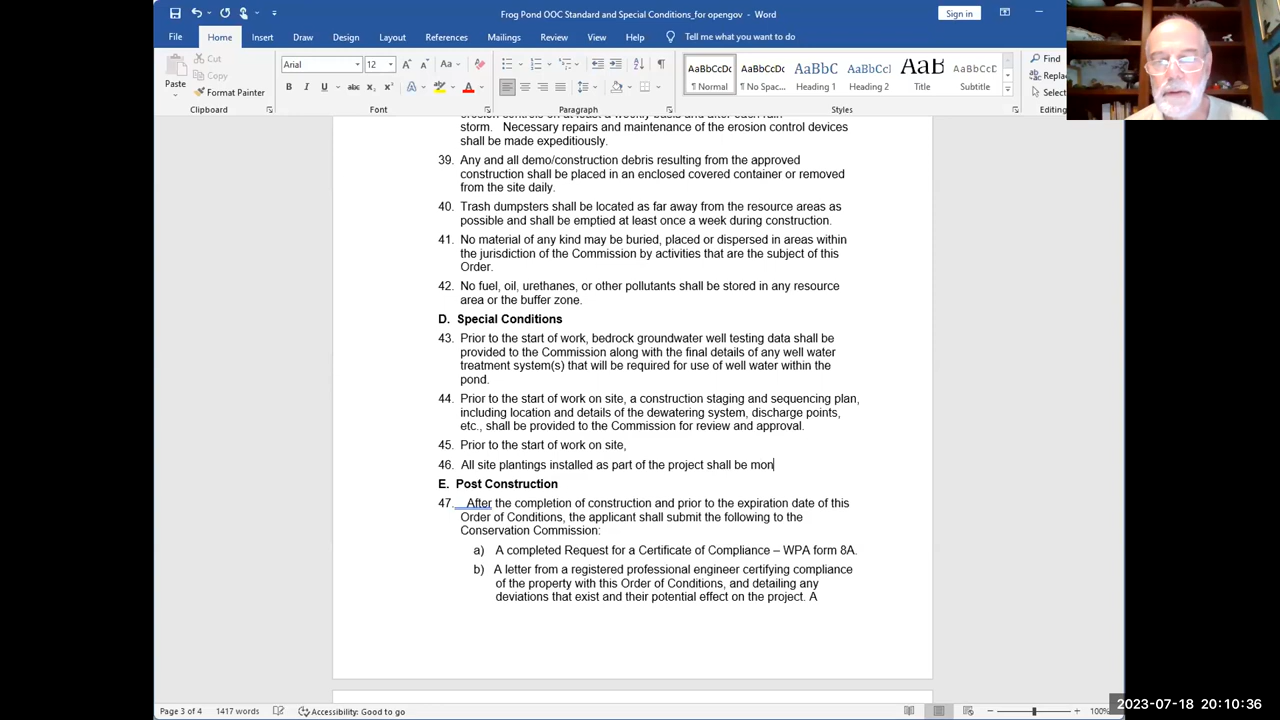 Frog Pond OOC Standard and Special Conditions_for opengov - Word
Sign in
File Home Insert Draw Design Layout References Mailings Review View Help Tell me what you want to do
Paste
Cut
Copy
Format Painter
Clipboard
Arial 12
Font
Paragraph
AaBbCcDc ¶ Normal
AaBbCcDc ¶ No Spac...
AaBbC Heading 1
AaBbCcI Heading 2
AaB Title
AaBbCcD Subtitle
Styles
Find
Replac
Select
Editing
erosion controls on at least a weekly basis and after each rain
storm. Necessary repairs and maintenance of the erosion control devices
shall be made expeditiously.
39. Any and all demo/construction debris resulting from the approved
construction shall be placed in an enclosed covered container or removed
from the site daily.
40. Trash dumpsters shall be located as far away from the resource areas as
possible and shall be emptied at least once a week during construction.
41. No material of any kind may be buried, placed or dispersed in areas within
the jurisdiction of the Commission by activities that are the subject of this
Order.
42. No fuel, oil, urethanes, or other pollutants shall be stored in any resource
area or the buffer zone.
D. Special Conditions
43. Prior to the start of work, bedrock groundwater well testing data shall be
provided to the Commission along with the final details of any well water
treatment system(s) that will be required for use of well water within the
pond.
44. Prior to the start of work on site, a construction staging and sequencing plan,
including location and details of the dewatering system, discharge points,
etc., shall be provided to the Commission for review and approval.
45. Prior to the start of work on site,
46. All site plantings installed as part of the project shall be mon
E. Post Construction
47. After the completion of construction and prior to the expiration date of this
Order of Conditions, the applicant shall submit the following to the
Conservation Commission:
a) A completed Request for a Certificate of Compliance – WPA form 8A.
b) A letter from a registered professional engineer certifying compliance
of the property with this Order of Conditions, and detailing any
deviations that exist and their potential effect on the project. A
Page 3 of 4 1417 words Accessibility: Good to go 100%
2023-07-18 20:10:36